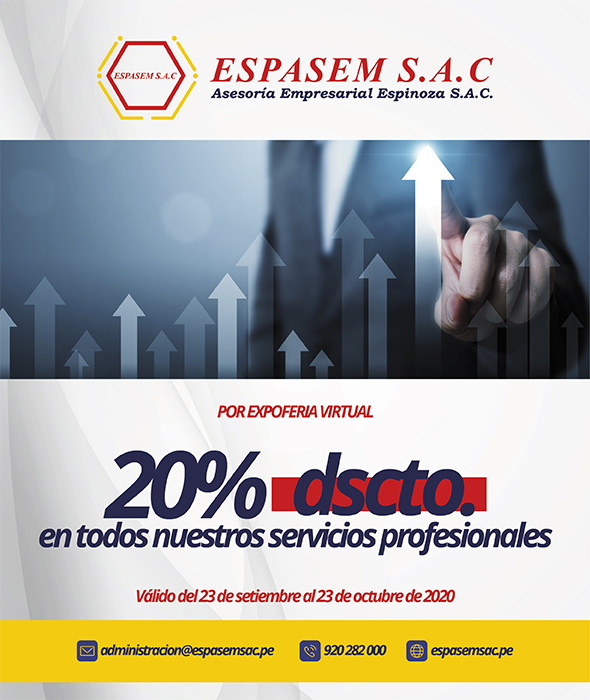 ESPASEM S.A.C
ESPASEM S.A.C
Asesoría Empresarial Espinoza S.A.C.
POR EXPOFERIA VIRTUAL
20% dscto.
en todos nuestros servicios profesionales
Válido del 23 de setiembre al 23 de octubre de 2020
administracion@espasemsac.pe 920 282 000 espasemsac.pe